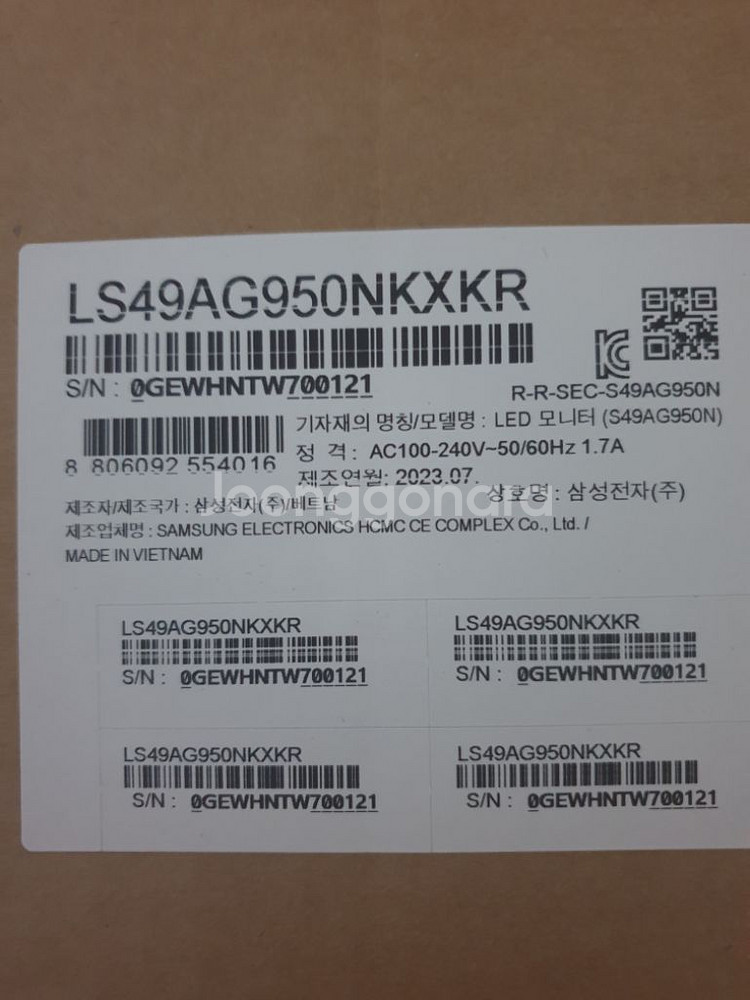 LS49AG950NKXKR
S/N : 0GEWHNTW700121
R-R-SEC-S49AG950N
8 806092 554016
기자재의 명칭/모델명 : LED 모니터 (S49AG950N)
정 격 : AC100-240V~50/60Hz 1.7A
제조연월: 2023.07.
상호명 : 삼성전자(주)
제조자/제조국가 : 삼성전자(주)/베트남
제조업체명 : SAMSUNG ELECTRONICS HCMC CE COMPLEX Co., Ltd. /
MADE IN VIETNAM
joonggonara
LS49AG950NKXKR
S/N : 0GEWHNTW700121
LS49AG950NKXKR
S/N : 0GEWHNTW700121
LS49AG950NKXKR
S/N : 0GEWHNTW700121
LS49AG950NKXKR
S/N : 0GEWHNTW700121